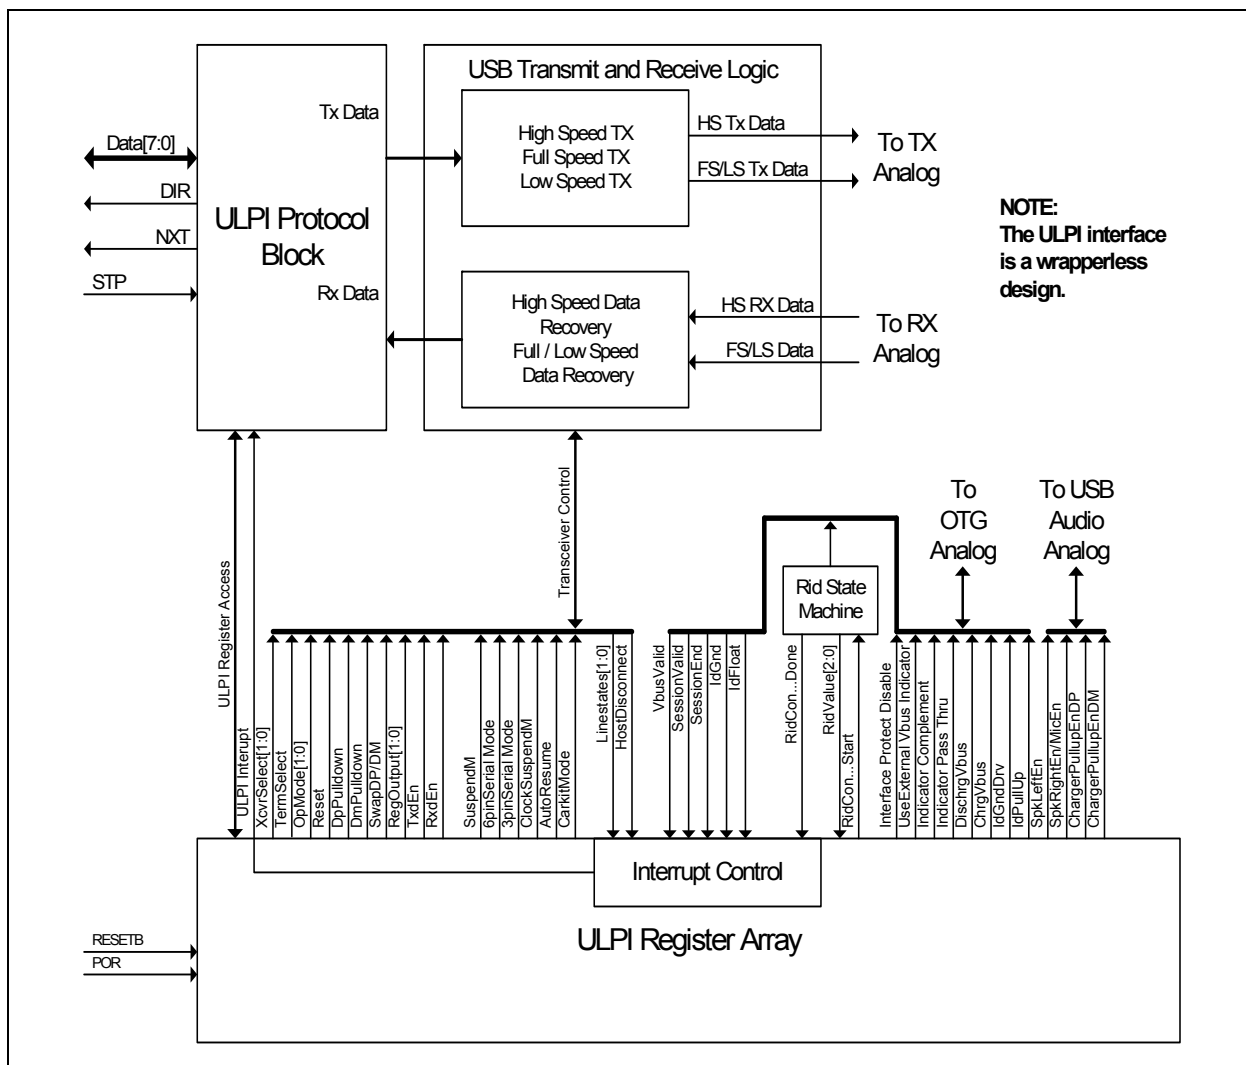 USB Transmit and Receive Logic
Tx Data
High Speed TX
Full Speed TX
Low Speed TX
HS Tx Data
FS/LS Tx Data
To TX
Analog
Data[7:0]
DIR
NXT
STP
ULPI Protocol
Block
Rx Data
High Speed Data
Recovery
Full / Low Speed
Data Recovery
HS RX Data
FS/LS Data
To RX
Analog
NOTE:
The ULPI interface
is a wrapperless
design.
ULPI Register Access
Transceiver Control
To
OTG
Analog
To USB
Audio
Analog
Rid State
Machine
ULPI Interupt
XcvrSelect[1:0]
TermSelect
OpMode[1:0]
Reset
DpPulldown
DmPulldown
SwapDP/DM
RegOutput[1:0]
TxdEn
RxdEn
SuspendM
6pinSerial Mode
3pinSerial Mode
ClockSuspendM
AutoResume
CarkitMode
Linestates[1:0]
HostDisconnect
VbusValid
SessionValid
SessionEnd
IdGnd
IdFloat
RidCon...Done
RidValue[2:0]
RidCon...Start
Interface Protect Disable
UseExternal Vbus Indicator
Indicator Complement
Indicator Pass Thru
DischrgVbus
ChrgVbus
IdGndDrv
IdPullUp
SpkLeftEn
SpkRightEn/MicEn
ChargerPullupEnDP
ChargerPullupEnDM
Interrupt Control
ULPI Register Array
RESETB
POR